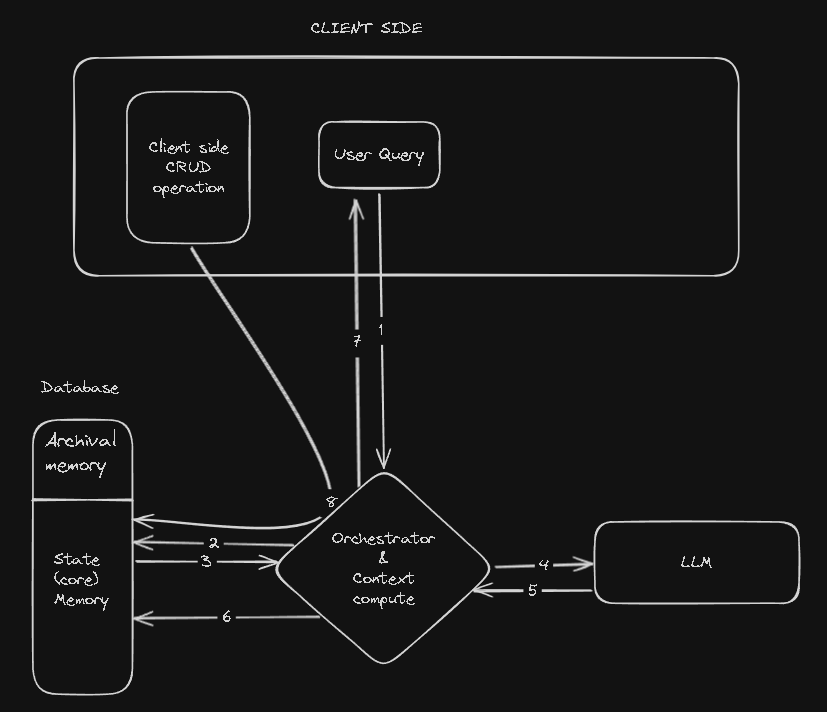 CLIENT SIDE
Client side
CRUD
operation
User Query
1
7
Database
Archival
memory
8
2
3
State
(core)
Memory
6
Orchestrator
&
Context
compute
4
5
LLM